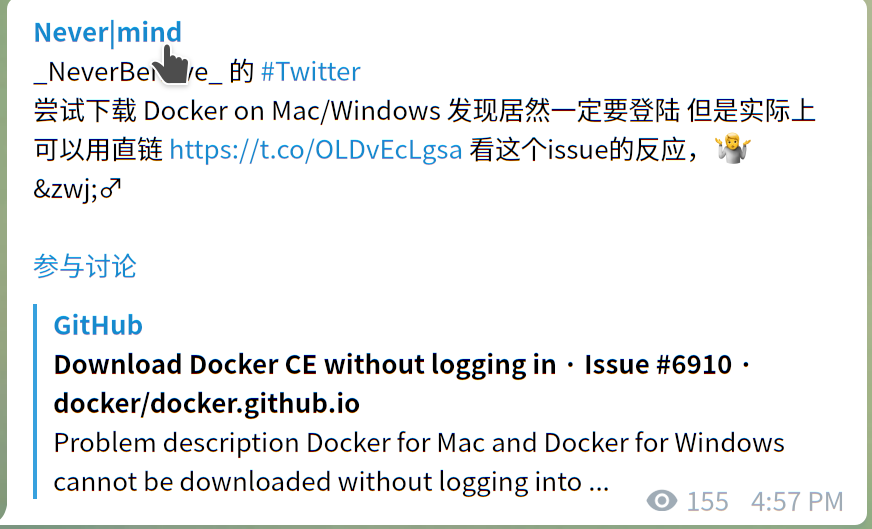 Never|mind
的 #Twitter
尝试下载 Docker on Mac/Windows 发现居然一定要登陆 但是实际上
可以用直链 https://t.co/OLDvEcLgsa 看这个issue的反应，🤷
&zwj;♂
参与讨论
GitHub
Download Docker CE without logging in · Issue #6910 ·
docker/docker.github.io
Problem description Docker for Mac and Docker for Windows
cannot be downloaded without logging into ...
155 4:57 PM